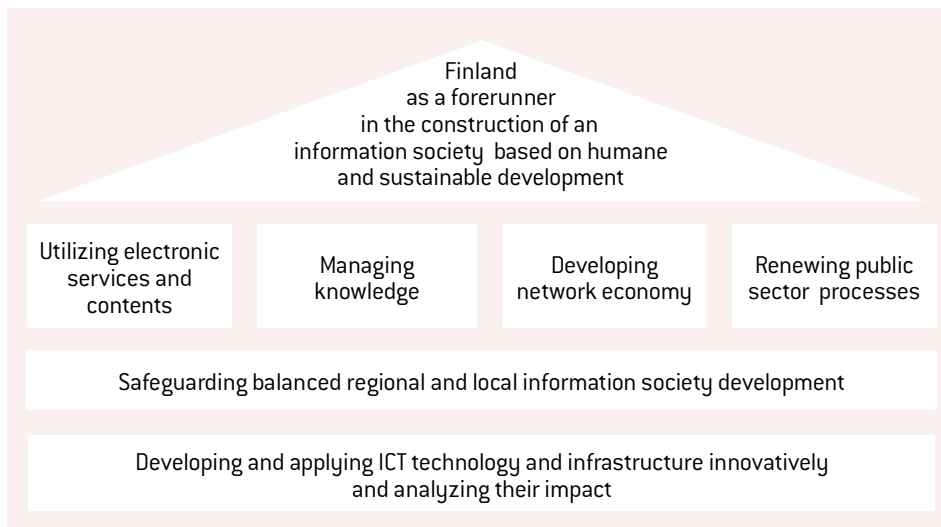 Finland
as a forerunner
in the construction of an
information society based on humane
and sustainable development
Utilizing electronic
services and
contents
Managing
knowledge
Developing
network economy
Renewing public
sector processes
Safeguarding balanced regional and local information society development
Developing and applying ICT technology and infrastructure innovatively
and analyzing their impact